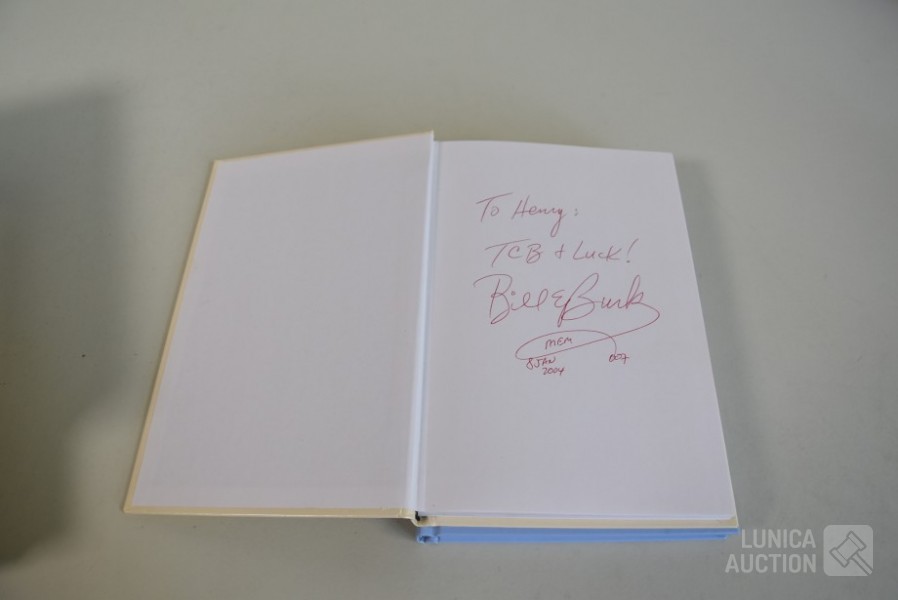 To Henry:
TCB + Luck!
Bill E Burk
MEM
8 JAN 007
2004
LUNICA
AUCTION